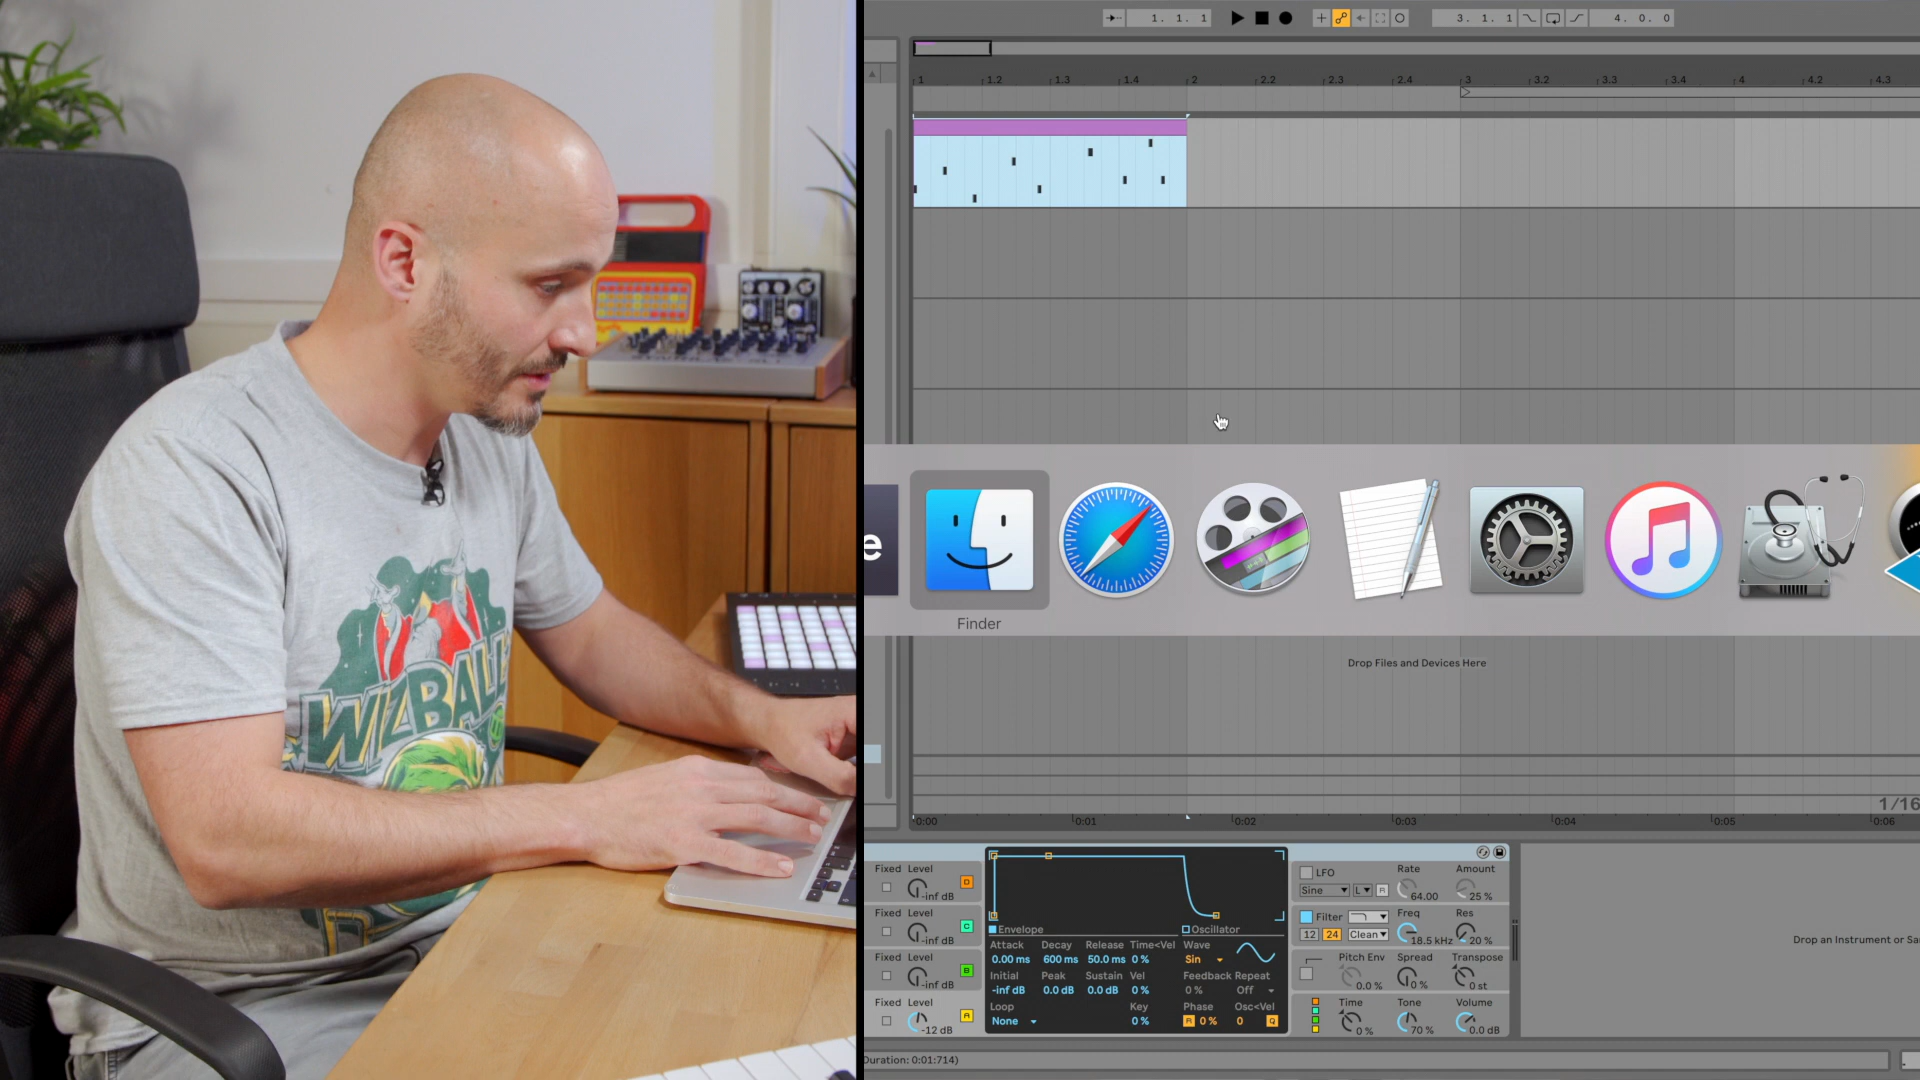 1. 1. 1
3. 1. 1
4. 0. 0
1 1.2 1.3 1.4 2 2.2 2.3 2.4 3 3.2 3.3 3.4 4 4.2 4.3
e
Finder
WIZBALL
Drop Files and Devices Here
1/16
0:00 0:01 0:02 0:03 0:04 0:05 0:06
Fixed Level
-inf dB
D
Fixed Level
-inf dB
C
Fixed Level
-inf dB
B
Fixed Level
-12 dB
A
Envelope Oscillator
Attack Decay Release Time<Vel Wave
0.00 ms 600 ms 50.0 ms 0 % Sin
Initial Peak Sustain Vel Feedback Repeat
-inf dB 0.0 dB 0.0 dB 0 % 0 % Off
Loop Key Phase Osc<Vel
None 0 % R 0 % 0 Q
LFO Rate Amount
Sine L R 64.00 25 %
Filter Freq Res
12 24 Clean 18.5 kHz 20 %
Pitch Env Spread Transpose
0.0 % 0 % 0 st
Time Tone Volume
0 % 70 % 0.0 dB
Drop an Instrument or Sa
Duration: 0:01:714)